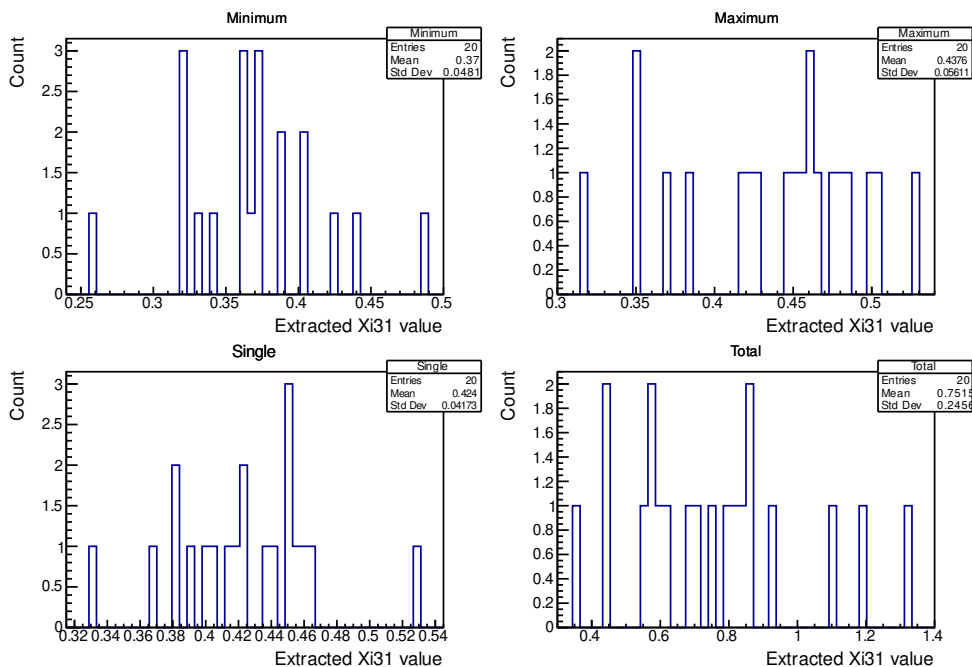 Minimum
Minimum
Entries 20
Mean 0.37
Std Dev 0.0481
Count
3
2.5
2
1.5
1
0.5
0
0.25 0.3 0.35 0.4 0.45 0.5
Extracted Xi31 value
Maximum
Maximum
Entries 20
Mean 0.4376
Std Dev 0.05611
Count
2
1.8
1.6
1.4
1.2
1
0.8
0.6
0.4
0.2
0
0.3 0.35 0.4 0.45 0.5
Extracted Xi31 value
Single
Single
Entries 20
Mean 0.424
Std Dev 0.04173
Count
3
2.5
2
1.5
1
0.5
0
0.32 0.34 0.36 0.38 0.4 0.42 0.44 0.46 0.48 0.5 0.52 0.54
Extracted Xi31 value
Total
Total
Entries 20
Mean 0.7515
Std Dev 0.2456
Count
2
1.8
1.6
1.4
1.2
1
0.8
0.6
0.4
0.2
0
0.4 0.6 0.8 1 1.2 1.4
Extracted Xi31 value